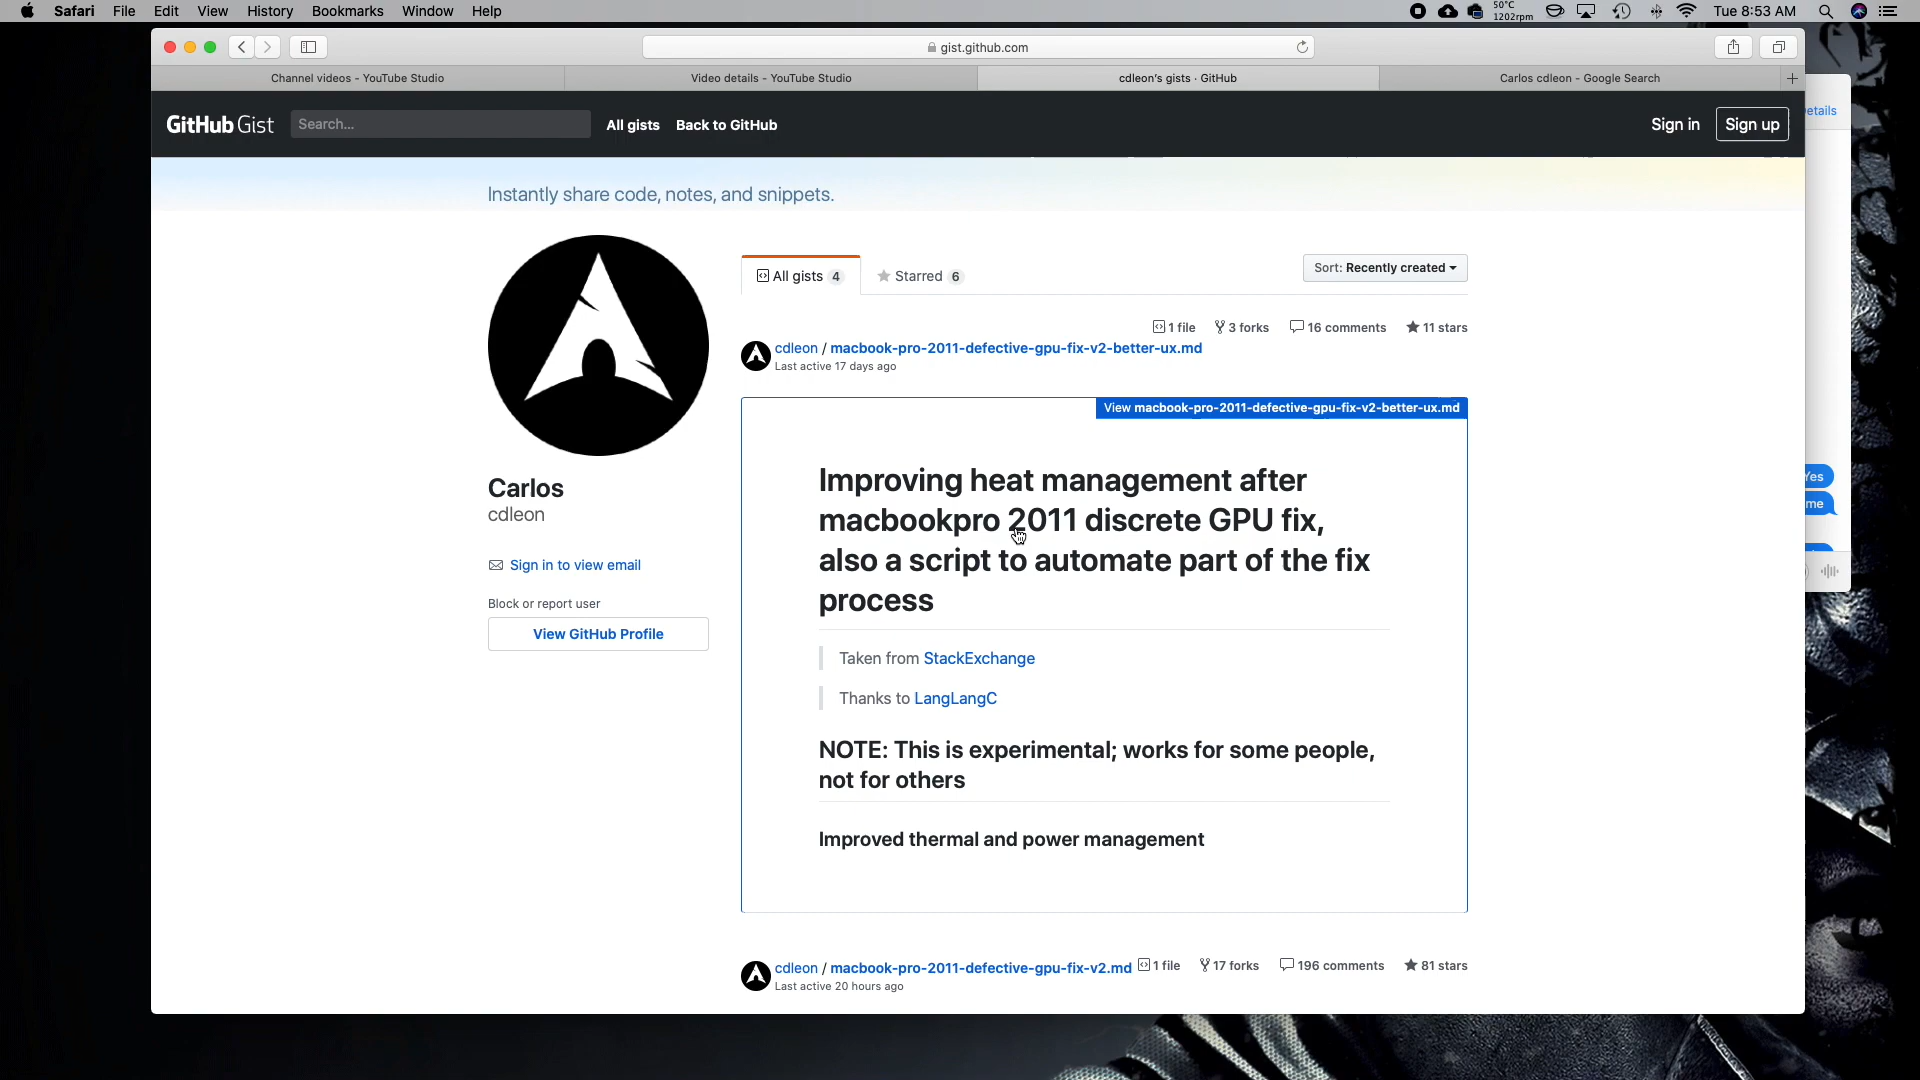 Safari File Edit View History Bookmarks Window Help
50°C
1202rpm
Tue 8:53 AM
gist.github.com
Channel videos - YouTube Studio
Video details - YouTube Studio
cdleon's gists · GitHub
Carlos cdleon - Google Search
GitHub Gist
Search...
All gists
Back to GitHub
Sign in
Sign up
etails
Instantly share code, notes, and snippets.
All gists 4
Starred 6
Sort: Recently created
1 file
3 forks
16 comments
11 stars
cdleon / macbook-pro-2011-defective-gpu-fix-v2-better-ux.md
Last active 17 days ago
View macbook-pro-2011-defective-gpu-fix-v2-better-ux.md
Improving heat management after
macbookpro 2011 discrete GPU fix,
also a script to automate part of the fix
process
Carlos
cdleon
Sign in to view email
Block or report user
View GitHub Profile
Yes
me
Taken from StackExchange
Thanks to LangLangC
NOTE: This is experimental; works for some people,
not for others
Improved thermal and power management
cdleon / macbook-pro-2011-defective-gpu-fix-v2.md
1 file
17 forks
196 comments
81 stars
Last active 20 hours ago